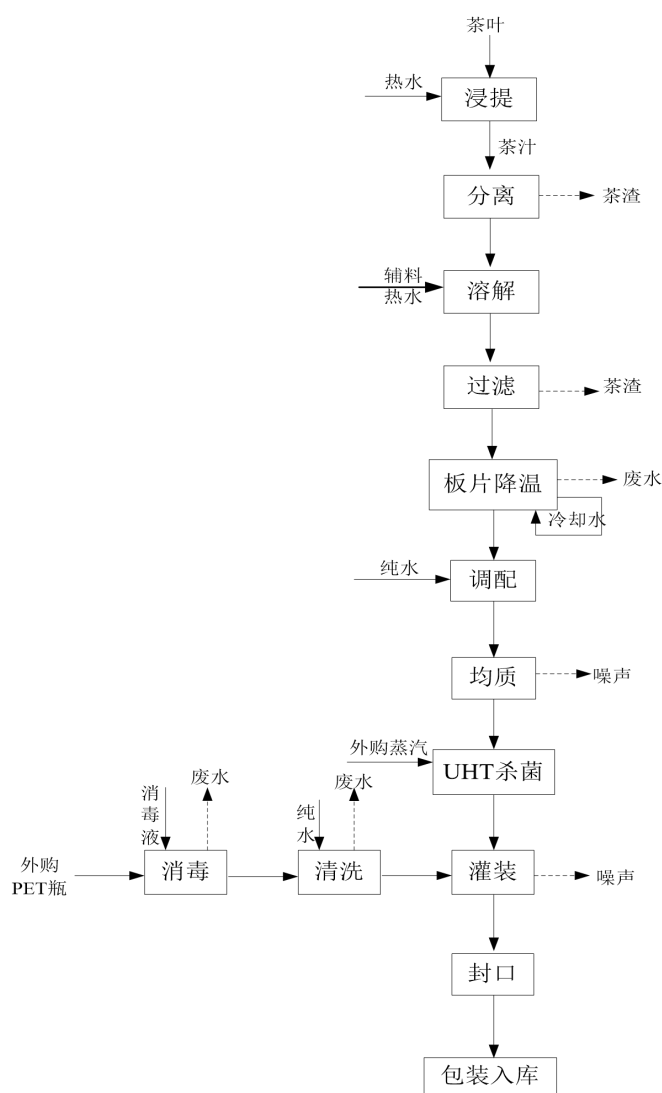 茶叶
热水
浸提
茶汁
分离
茶渣
辅料
热水
溶解
过滤
茶渣
板片降温
废水
冷却水
纯水
调配
均质
噪声
外购蒸汽
UHT杀菌
消毒液
废水
纯水
废水
外购
PET瓶
消毒
清洗
灌装
噪声
封口
包装入库